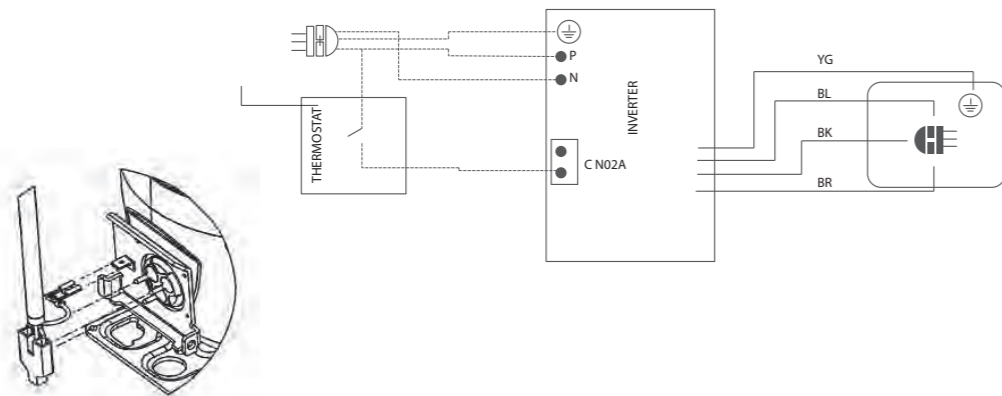 P
N
THERMOSTAT
INVERTER
C N02A
YG
BL
BK
BR